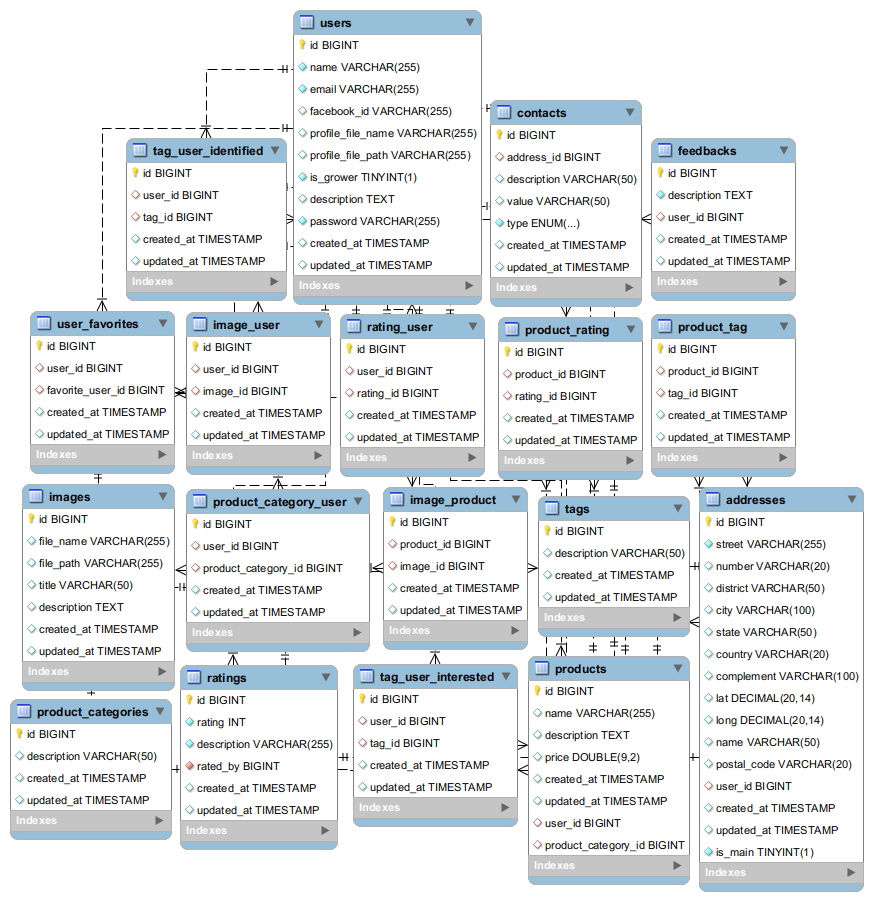 users
id BIGINT
name VARCHAR(255)
email VARCHAR(255)
facebook_id VARCHAR(255)
profile_file_name VARCHAR(255)
profile_file_path VARCHAR(255)
is_grower TINYINT(1)
description TEXT
password VARCHAR(255)
created_at TIMESTAMP
updated_at TIMESTAMP
Indexes
contacts
id BIGINT
address_id BIGINT
description VARCHAR(50)
value VARCHAR(50)
type ENUM(...)
created_at TIMESTAMP
updated_at TIMESTAMP
Indexes
tag_user_identified
id BIGINT
user_id BIGINT
tag_id BIGINT
created_at TIMESTAMP
updated_at TIMESTAMP
Indexes
feedbacks
id BIGINT
description TEXT
user_id BIGINT
created_at TIMESTAMP
updated_at TIMESTAMP
Indexes
user_favorites
id BIGINT
user_id BIGINT
favorite_user_id BIGINT
created_at TIMESTAMP
updated_at TIMESTAMP
Indexes
image_user
id BIGINT
user_id BIGINT
image_id BIGINT
created_at TIMESTAMP
updated_at TIMESTAMP
Indexes
rating_user
id BIGINT
user_id BIGINT
rating_id BIGINT
created_at TIMESTAMP
updated_at TIMESTAMP
Indexes
product_rating
id BIGINT
product_id BIGINT
rating_id BIGINT
created_at TIMESTAMP
updated_at TIMESTAMP
Indexes
product_tag
id BIGINT
product_id BIGINT
tag_id BIGINT
created_at TIMESTAMP
updated_at TIMESTAMP
Indexes
images
id BIGINT
file_name VARCHAR(255)
file_path VARCHAR(255)
title VARCHAR(50)
description TEXT
created_at TIMESTAMP
updated_at TIMESTAMP
Indexes
product_category_user
id BIGINT
user_id BIGINT
product_category_id BIGINT
created_at TIMESTAMP
updated_at TIMESTAMP
Indexes
image_product
id BIGINT
product_id BIGINT
image_id BIGINT
created_at TIMESTAMP
updated_at TIMESTAMP
Indexes
tags
id BIGINT
description VARCHAR(50)
created_at TIMESTAMP
updated_at TIMESTAMP
Indexes
addresses
id BIGINT
street VARCHAR(255)
number VARCHAR(20)
district VARCHAR(50)
city VARCHAR(100)
state VARCHAR(50)
country VARCHAR(20)
complement VARCHAR(100)
lat DECIMAL(20,14)
long DECIMAL(20,14)
name VARCHAR(50)
postal_code VARCHAR(20)
user_id BIGINT
created_at TIMESTAMP
updated_at TIMESTAMP
is_main TINYINT(1)
Indexes
product_categories
id BIGINT
description VARCHAR(50)
created_at TIMESTAMP
updated_at TIMESTAMP
Indexes
ratings
id BIGINT
rating INT
description VARCHAR(255)
rated_by BIGINT
created_at TIMESTAMP
updated_at TIMESTAMP
Indexes
tag_user_interested
id BIGINT
user_id BIGINT
tag_id BIGINT
created_at TIMESTAMP
updated_at TIMESTAMP
Indexes
products
id BIGINT
name VARCHAR(255)
description TEXT
price DOUBLE(9,2)
created_at TIMESTAMP
updated_at TIMESTAMP
user_id BIGINT
product_category_id BIGINT
Indexes